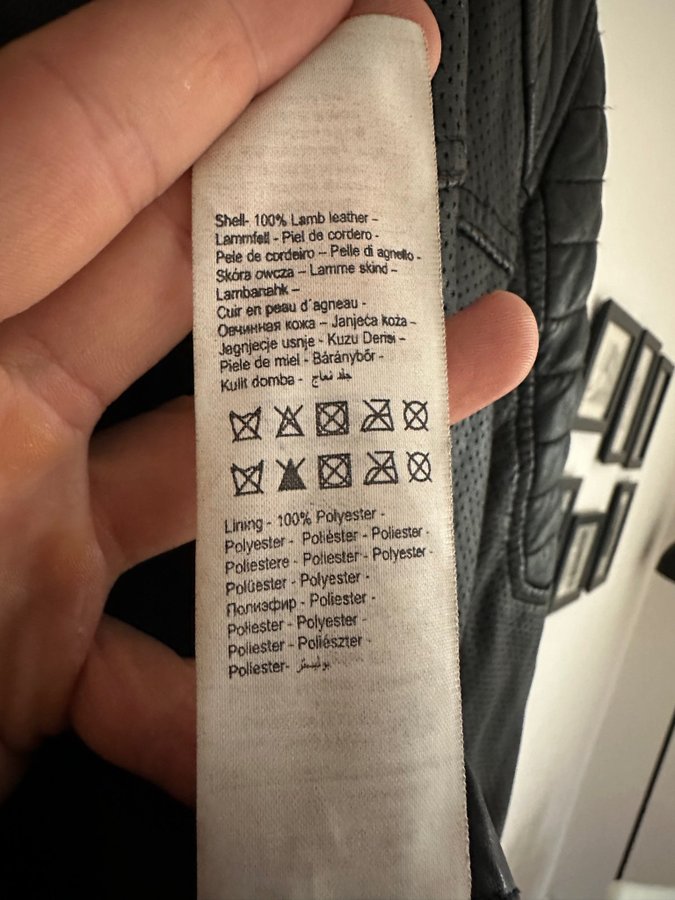 Shell- 100% Lamb leather -
Lammfell - Piel de cordero -
Pele de cordeiro – Pelle di agnello -
Skóra owcza – Lamme skind –
Lambanahk –
Cuir en peau d´agneau -
Овчинная кожа – Janjeća koža –
Jagnjecje usnje - Kuzu Derisi –
Piele de miel - Báránybőr -
Kulit domba - جلد نعاج
Lining - 100% Polyester -
Polyester - Poliéster - Poliester -
Poliestere - Poliester - Polyester -
Polüester - Polyester -
Полиэфир - Poliester -
Poliester - Polyester -
Poliester - Poliészter -
Poliester- بوليستر